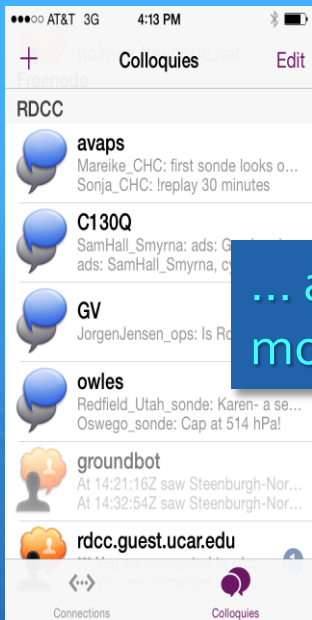 AT&T 3G 4:13 PM
+ Colloquies Edit
Freenode
RDCC
avaps
Mareike_CHC: first sonde looks o...
Sonja_CHC: !replay 30 minutes
C130Q
SamHall_Smyrna: ads:
ads: SamHall_Smyrna,
... a
mo
GV
JorgenJensen_ops: Is
owles
Redfield_Utah_sonde: Karen- a se...
Oswego_sonde: Cap at 514 hPa!
groundbot
At 14:21:16Z saw Steenburgh-Nor...
At 14:32:54Z saw Steenburgh-Nor...
rdcc.guest.ucar.edu
1
Connections Colloquies